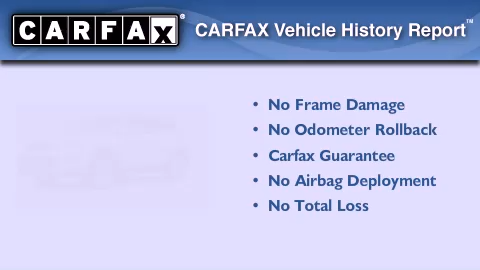 CARFAX® CARFAX Vehicle History Report™
• No Frame Damage
• No Odometer Rollback
• Carfax Guarantee
• No Airbag Deployment
• No Total Loss